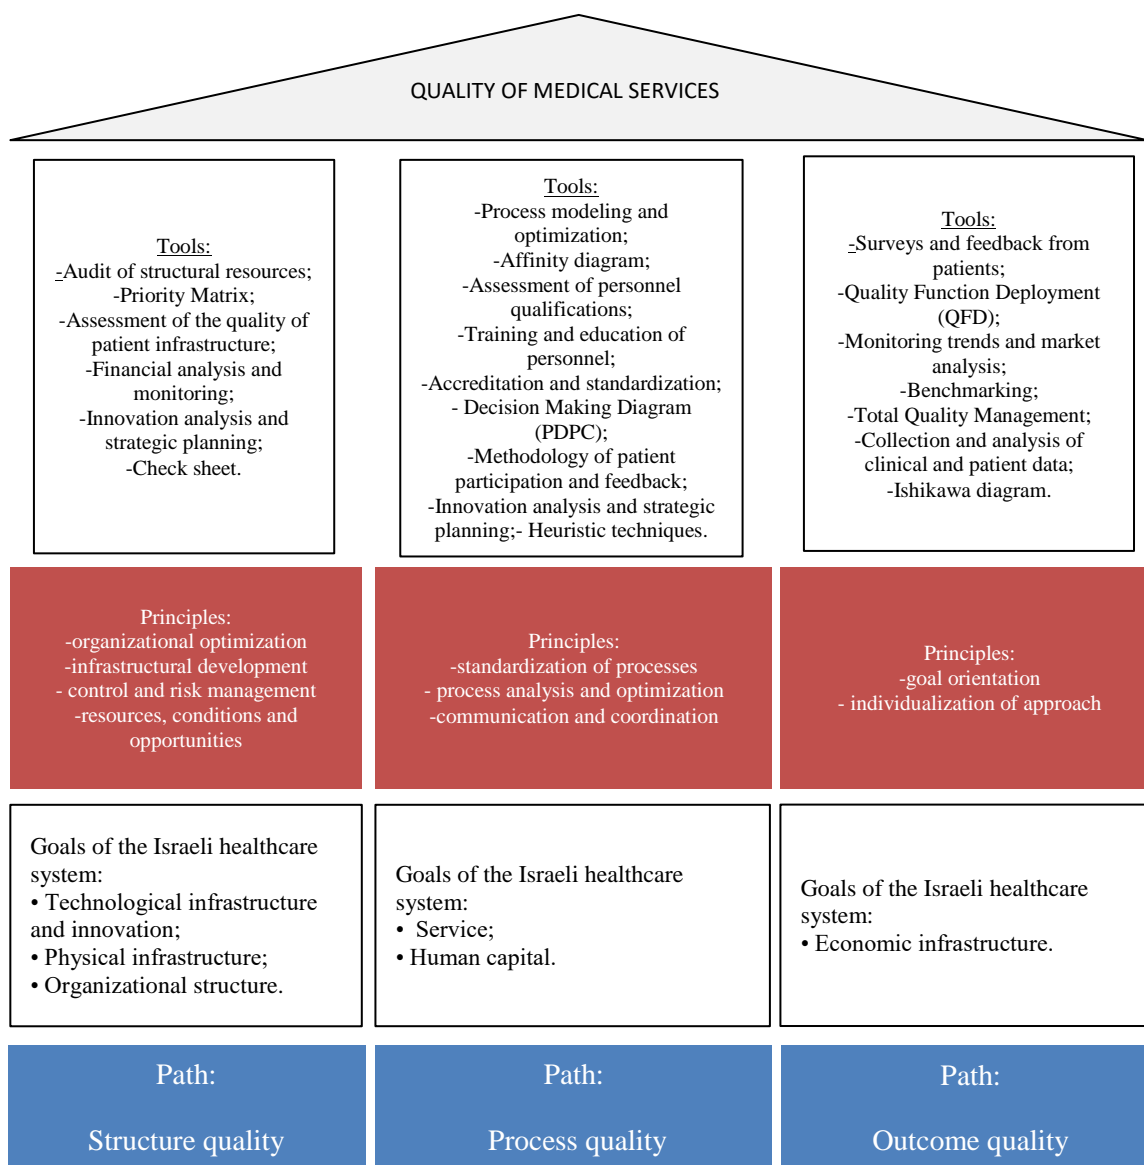 QUALITY OF MEDICAL SERVICES
Tools:
-Audit of structural resources;
-Priority Matrix;
-Assessment of the quality of
patient infrastructure;
-Financial analysis and
monitoring;
-Innovation analysis and
strategic planning;
-Check sheet.
Tools:
-Process modeling and
optimization;
-Affinity diagram;
-Assessment of personnel
qualifications;
-Training and education of
personnel;
-Accreditation and standardization;
- Decision Making Diagram
(PDPC);
-Methodology of patient
participation and feedback;
-Innovation analysis and strategic
planning;- Heuristic techniques.
Tools:
-Surveys and feedback from
patients;
-Quality Function Deployment
(QFD);
-Monitoring trends and market
analysis;
-Benchmarking;
-Total Quality Management;
-Collection and analysis of
clinical and patient data;
-Ishikawa diagram.
Principles:
-organizational optimization
-infrastructural development
- control and risk management
-resources, conditions and
opportunities
Principles:
-standardization of processes
- process analysis and optimization
-communication and coordination
Principles:
-goal orientation
- individualization of approach
Goals of the Israeli healthcare
system:
• Technological infrastructure
and innovation;
• Physical infrastructure;
• Organizational structure.
Goals of the Israeli healthcare
system:
• Service;
• Human capital.
Goals of the Israeli healthcare
system:
• Economic infrastructure.
Path:
Structure quality
Path:
Process quality
Path:
Outcome quality